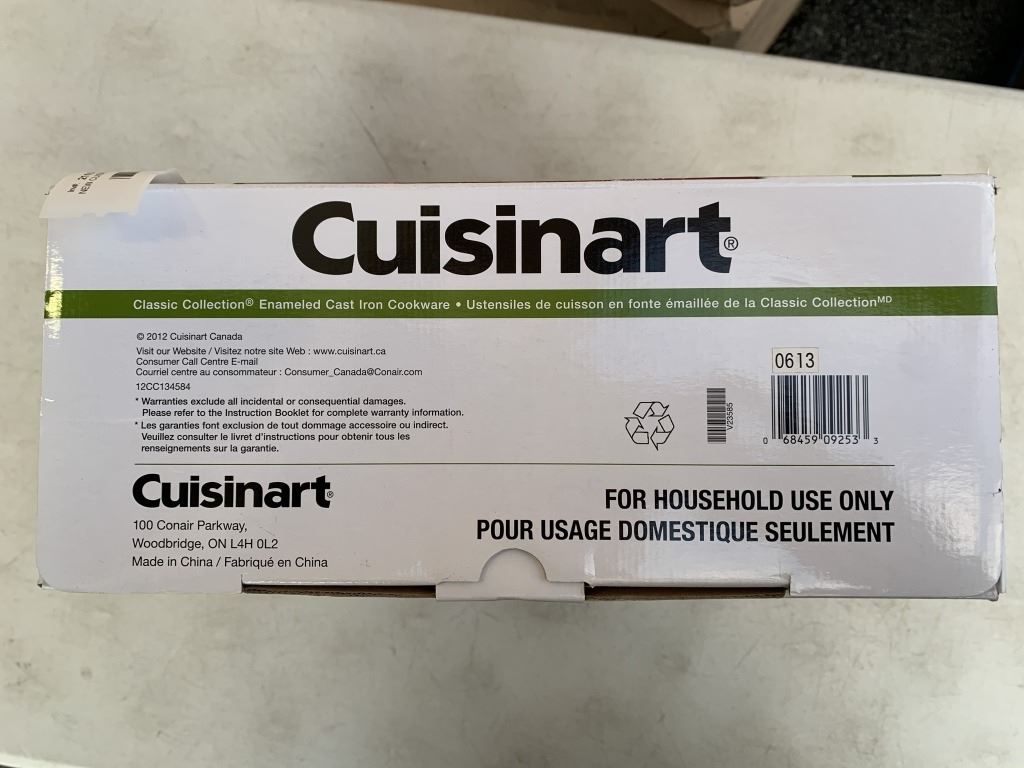 NEW
Cuisinart®
Classic Collection® Enameled Cast Iron Cookware • Ustensiles de cuisson en fonte émaillée de la Classic Collection MD
© 2012 Cuisinart Canada
Visit our Website / Visitez notre site Web : www.cuisinart.ca
Consumer Call Centre E-mail
Courriel centre au consommateur : Consumer_Canada@Conair.com
12CC134584
* Warranties exclude all incidental or consequential damages.
Please refer to the Instruction Booklet for complete warranty information.
* Les garanties font exclusion de tout dommage accessoire ou indirect.
Veuillez consulter le livret d'instructions pour obtenir tous les
renseignements sur la garantie.
V23585
0613
0 68459 09253 3
Cuisinart®
100 Conair Parkway,
Woodbridge, ON L4H 0L2
Made in China / Fabriqué en China
FOR HOUSEHOLD USE ONLY
POUR USAGE DOMESTIQUE SEULEMENT